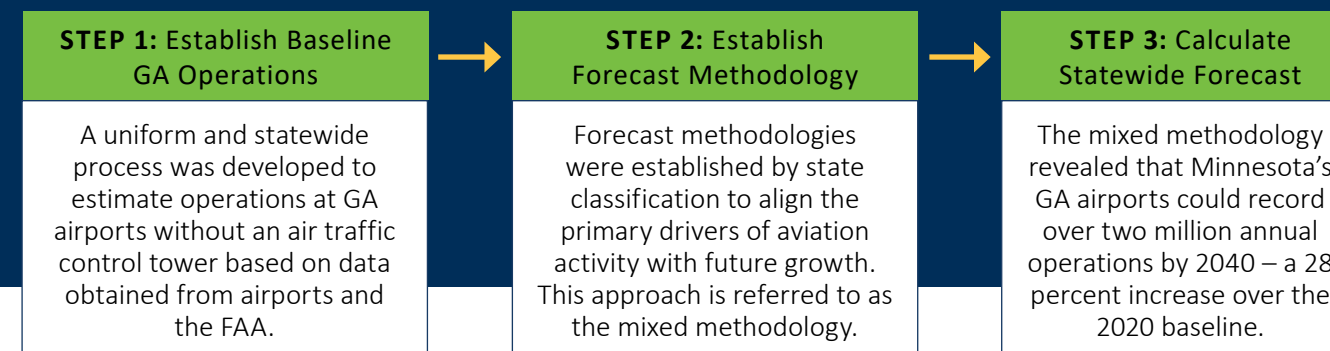 STEP 1: Establish Baseline
GA Operations
A uniform and statewide
process was developed to
estimate operations at GA
airports without an air traffic
control tower based on data
obtained from airports and
the FAA.
STEP 2: Establish
Forecast Methodology
Forecast methodologies
were established by state
classification to align the
primary drivers of aviation
activity with future growth.
This approach is referred to as
the mixed methodology.
STEP 3: Calculate
Statewide Forecast
The mixed methodology
revealed that Minnesota’s
GA airports could record
over two million annual
operations by 2040 – a 28
percent increase over the
2020 baseline.